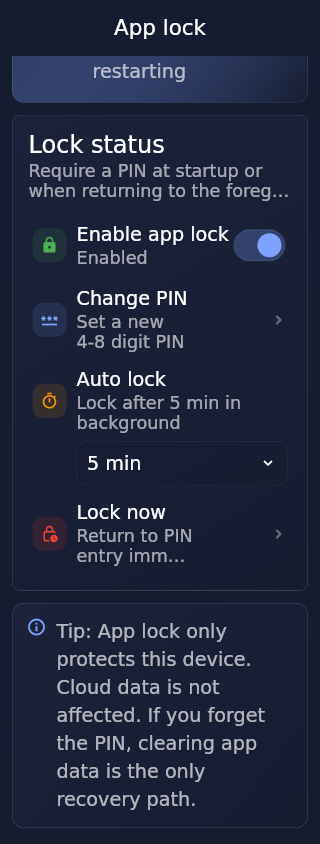 App lock
restarting
Lock status
Require a PIN at startup or
when returning to the foreg…
Enable app lock
Enabled
Change PIN
Set a new
4-8 digit PIN
Auto lock
Lock after 5 min in
background
5 min
Lock now
Return to PIN
entry imm…
Tip: App lock only
protects this device.
Cloud data is not
affected. If you forget
the PIN, clearing app
data is the only
recovery path.